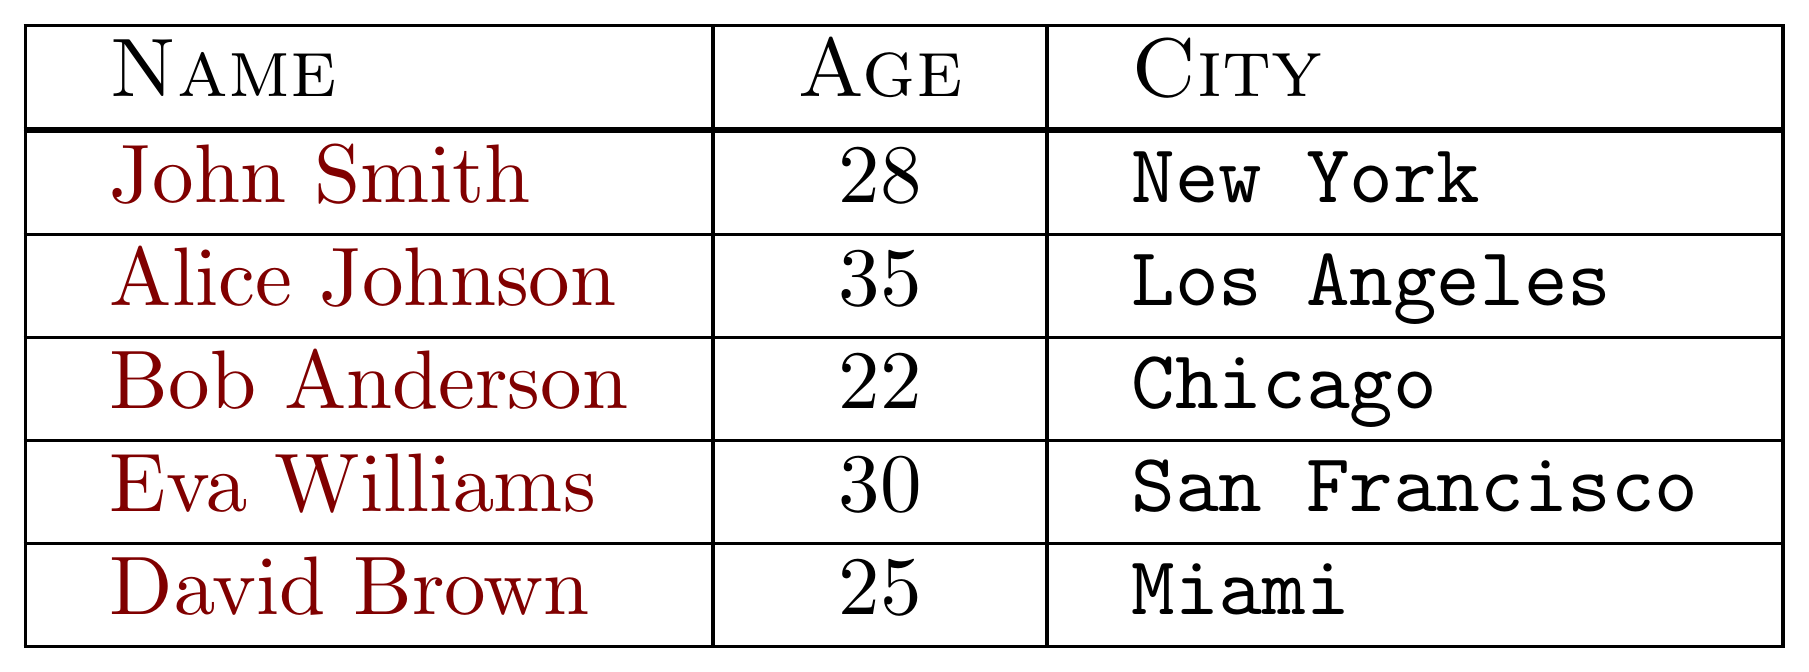 Name Age City
John Smith 28 New York
Alice Johnson 35 Los Angeles
Bob Anderson 22 Chicago
Eva Williams 30 San Francisco
David Brown 25 Miami